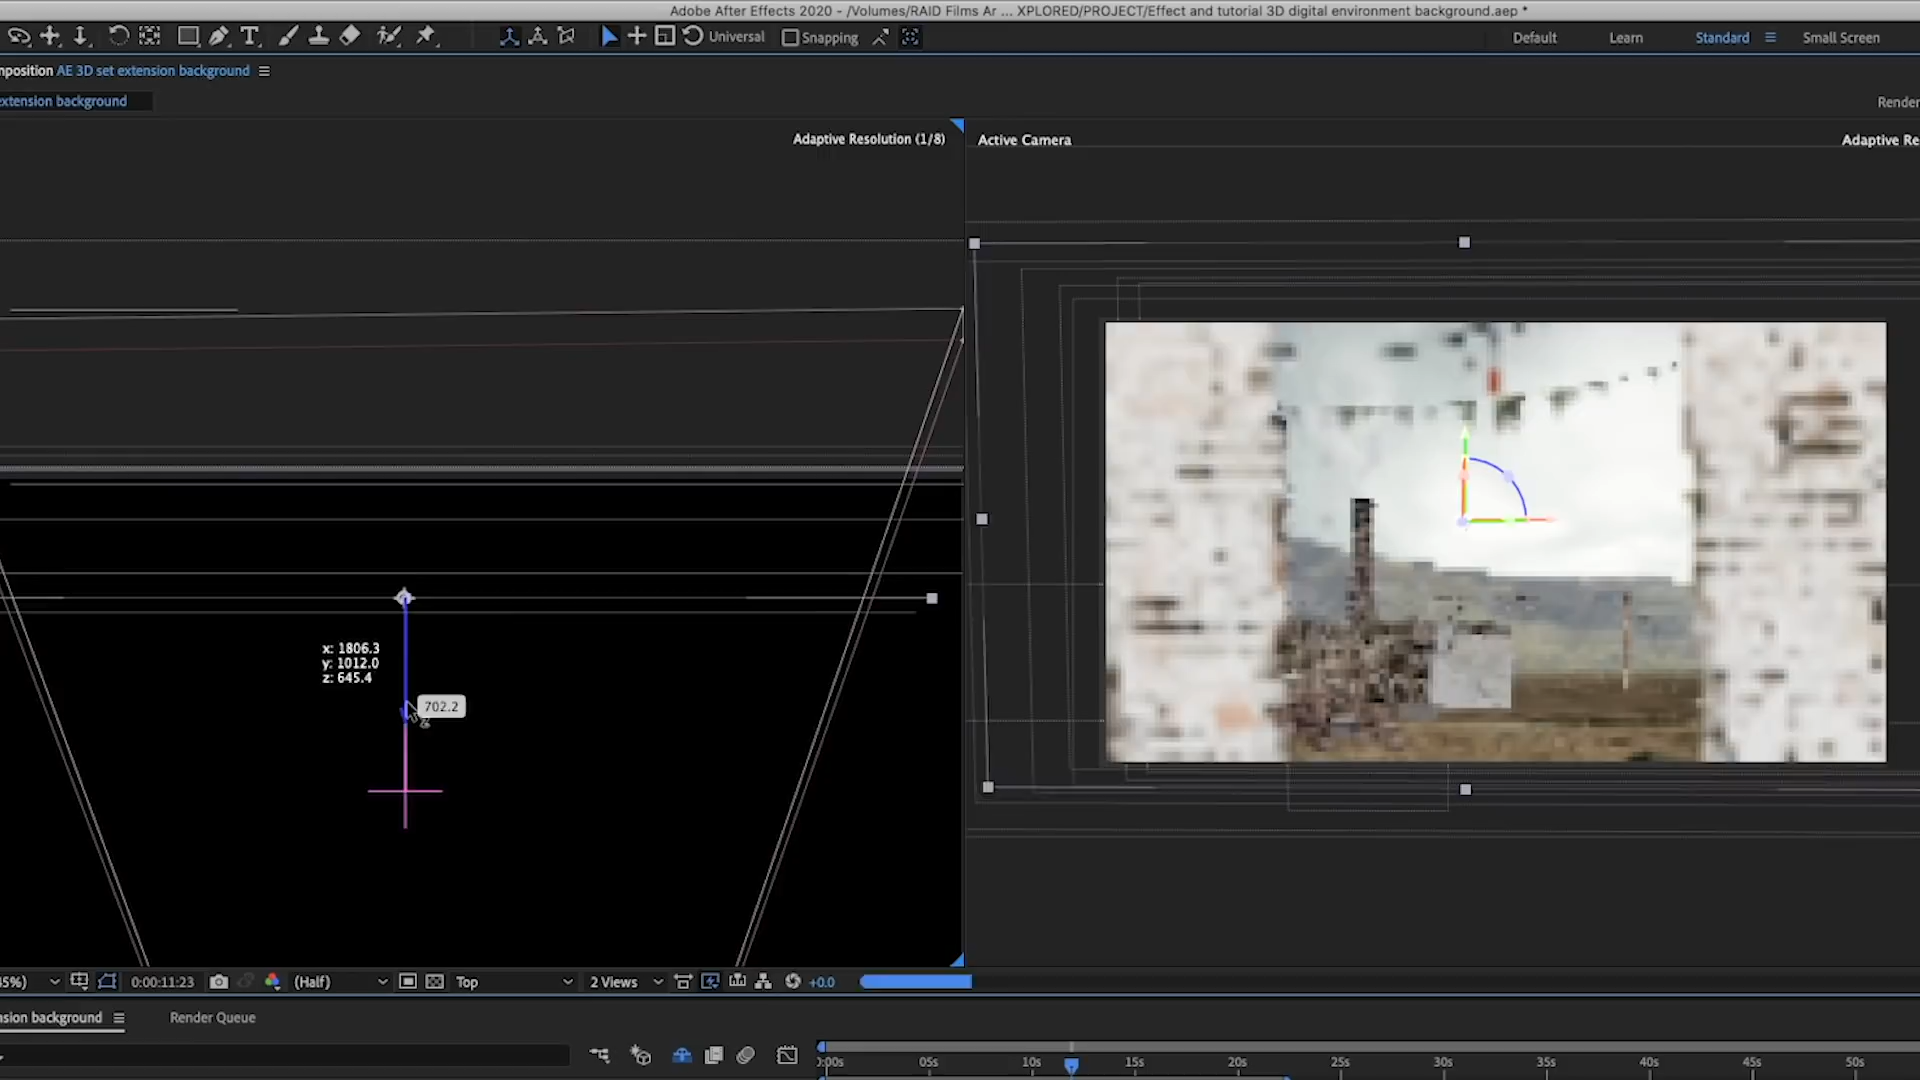 Adobe After Effects 2020 - /Volumes/RAID Films Ar ... XPLORED/PROJECT/Effect and tutorial 3D digital environment background.aep *
Universal
Snapping
Default
Learn
Standard
Small Screen
nposition AE 3D set extension background
extension background
Render
Adaptive Resolution (1/8)
Active Camera
Adaptive Re
x: 1806.3
y: 1012.0
z: 645.4
702.2
45%)
0:00:11:23
(Half)
Top
2 Views
+0.0
nsion background
Render Queue
0:00s
05s
10s
15s
20s
25s
30s
35s
40s
45s
50s